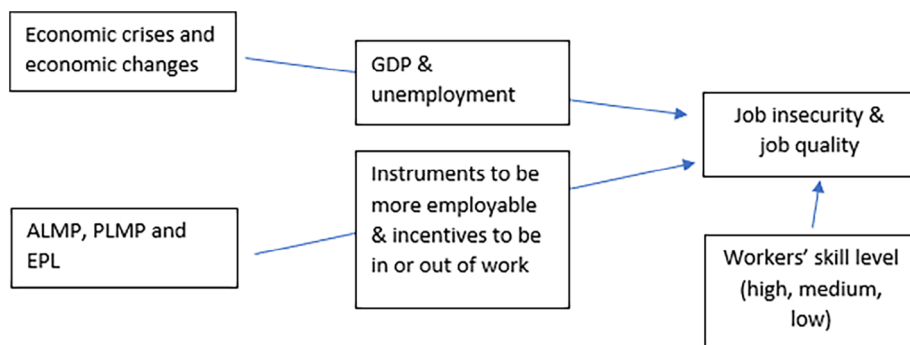 Economic crises and
economic changes
GDP &
unemployment
Job insecurity &
job quality
Instruments to be
more employable
& incentives to be
in or out of work
ALMP, PLMP and
EPL
Workers' skill level
(high, medium,
low)